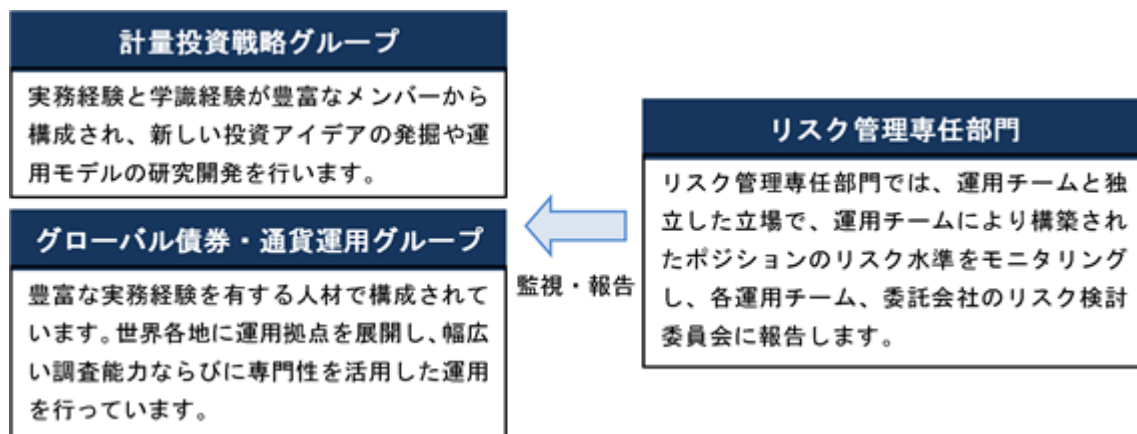 計量投資戦略グループ
実務経験と学識経験が豊富なメンバーから
構成され、新しい投資アイデアの発掘や運
用モデルの研究開発を行います。
グローバル債券・通貨運用グループ
豊富な実務経験を有する人材で構成されて
います。世界各地に運用拠点を展開し、幅広
い調査能力ならびに専門性を活用した運用
を行っています。
監視・報告
リスク管理専任部門
リスク管理専任部門では、運用チームと独
立した立場で、運用チームにより構築され
たポジションのリスク水準をモニタリング
し、各運用チーム、委託会社のリスク検討
委員会に報告します。